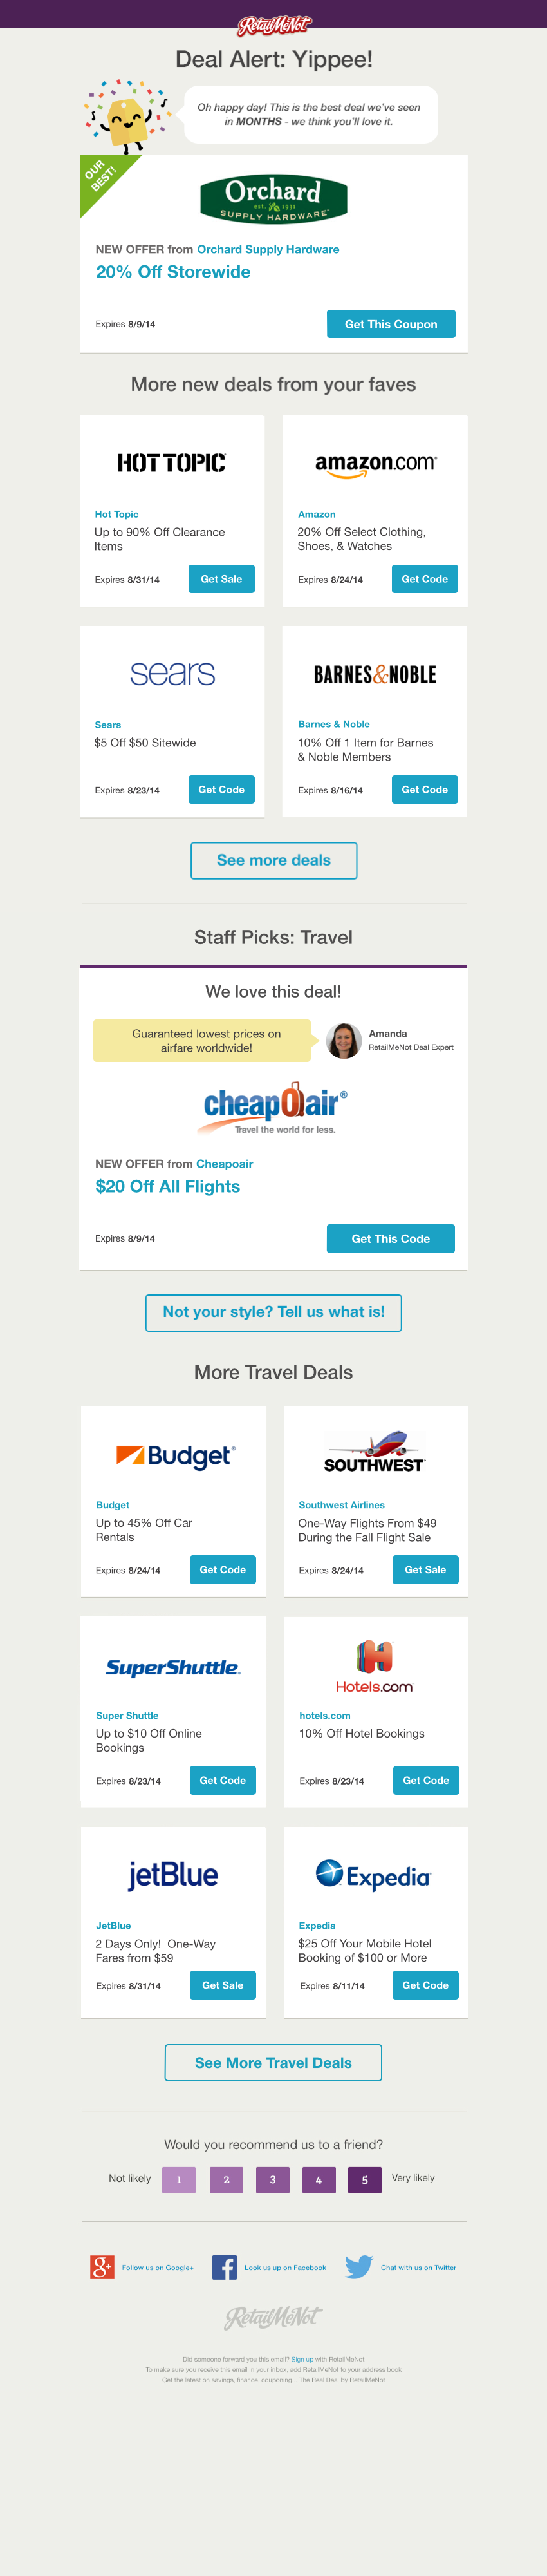 RetailMeNot
Deal Alert: Yippee!
Oh happy day! This is the best deal we've seen
in MONTHS - we think you'll love it.
OUR
BEST!
Orchard
est. 1931
SUPPLY HARDWARE
NEW OFFER from Orchard Supply Hardware
20% Off Storewide
Expires 8/9/14
Get This Coupon
More new deals from your faves
HOT TOPIC
amazon.com
Hot Topic
Up to 90% Off Clearance
Items
Expires 8/31/14
Get Sale
Amazon
20% Off Select Clothing,
Shoes, & Watches
Expires 8/24/14
Get Code
sears
BARNES&NOBLE
Sears
$5 Off $50 Sitewide
Expires 8/23/14
Get Code
Barnes & Noble
10% Off 1 Item for Barnes
& Noble Members
Expires 8/16/14
Get Code
See more deals
Staff Picks: Travel
We love this deal!
Guaranteed lowest prices on
airfare worldwide!
Amanda
RetailMeNot Deal Expert
cheapOair®
Travel the world for less.
NEW OFFER from Cheapoair
$20 Off All Flights
Expires 8/9/14
Get This Code
Not your style? Tell us what is!
More Travel Deals
Budget®
SOUTHWEST
Budget
Up to 45% Off Car
Rentals
Expires 8/24/14
Get Code
Southwest Airlines
One-Way Flights From $49
During the Fall Flight Sale
Expires 8/24/14
Get Sale
SuperShuttle
Hotels.com
Super Shuttle
Up to $10 Off Online
Bookings
Expires 8/23/14
Get Code
hotels.com
10% Off Hotel Bookings
Expires 8/23/14
Get Code
jetBlue
Expedia
JetBlue
2 Days Only!  One-Way
Fares from $59
Expires 8/31/14
Get Sale
Expedia
$25 Off Your Mobile Hotel
Booking of $100 or More
Expires 8/11/14
Get Code
See More Travel Deals
Would you recommend us to a friend?
Not likely 1 2 3 4 5 Very likely
g+ Follow us on Google+
f Look us up on Facebook
Chat with us on Twitter
RetailMeNot
Did someone forward you this email? Sign up with RetailMeNot
To make sure you receive this email in your inbox, add RetailMeNot to your address book
Get the latest on savings, finance, couponing... The Real Deal by RetailMeNot